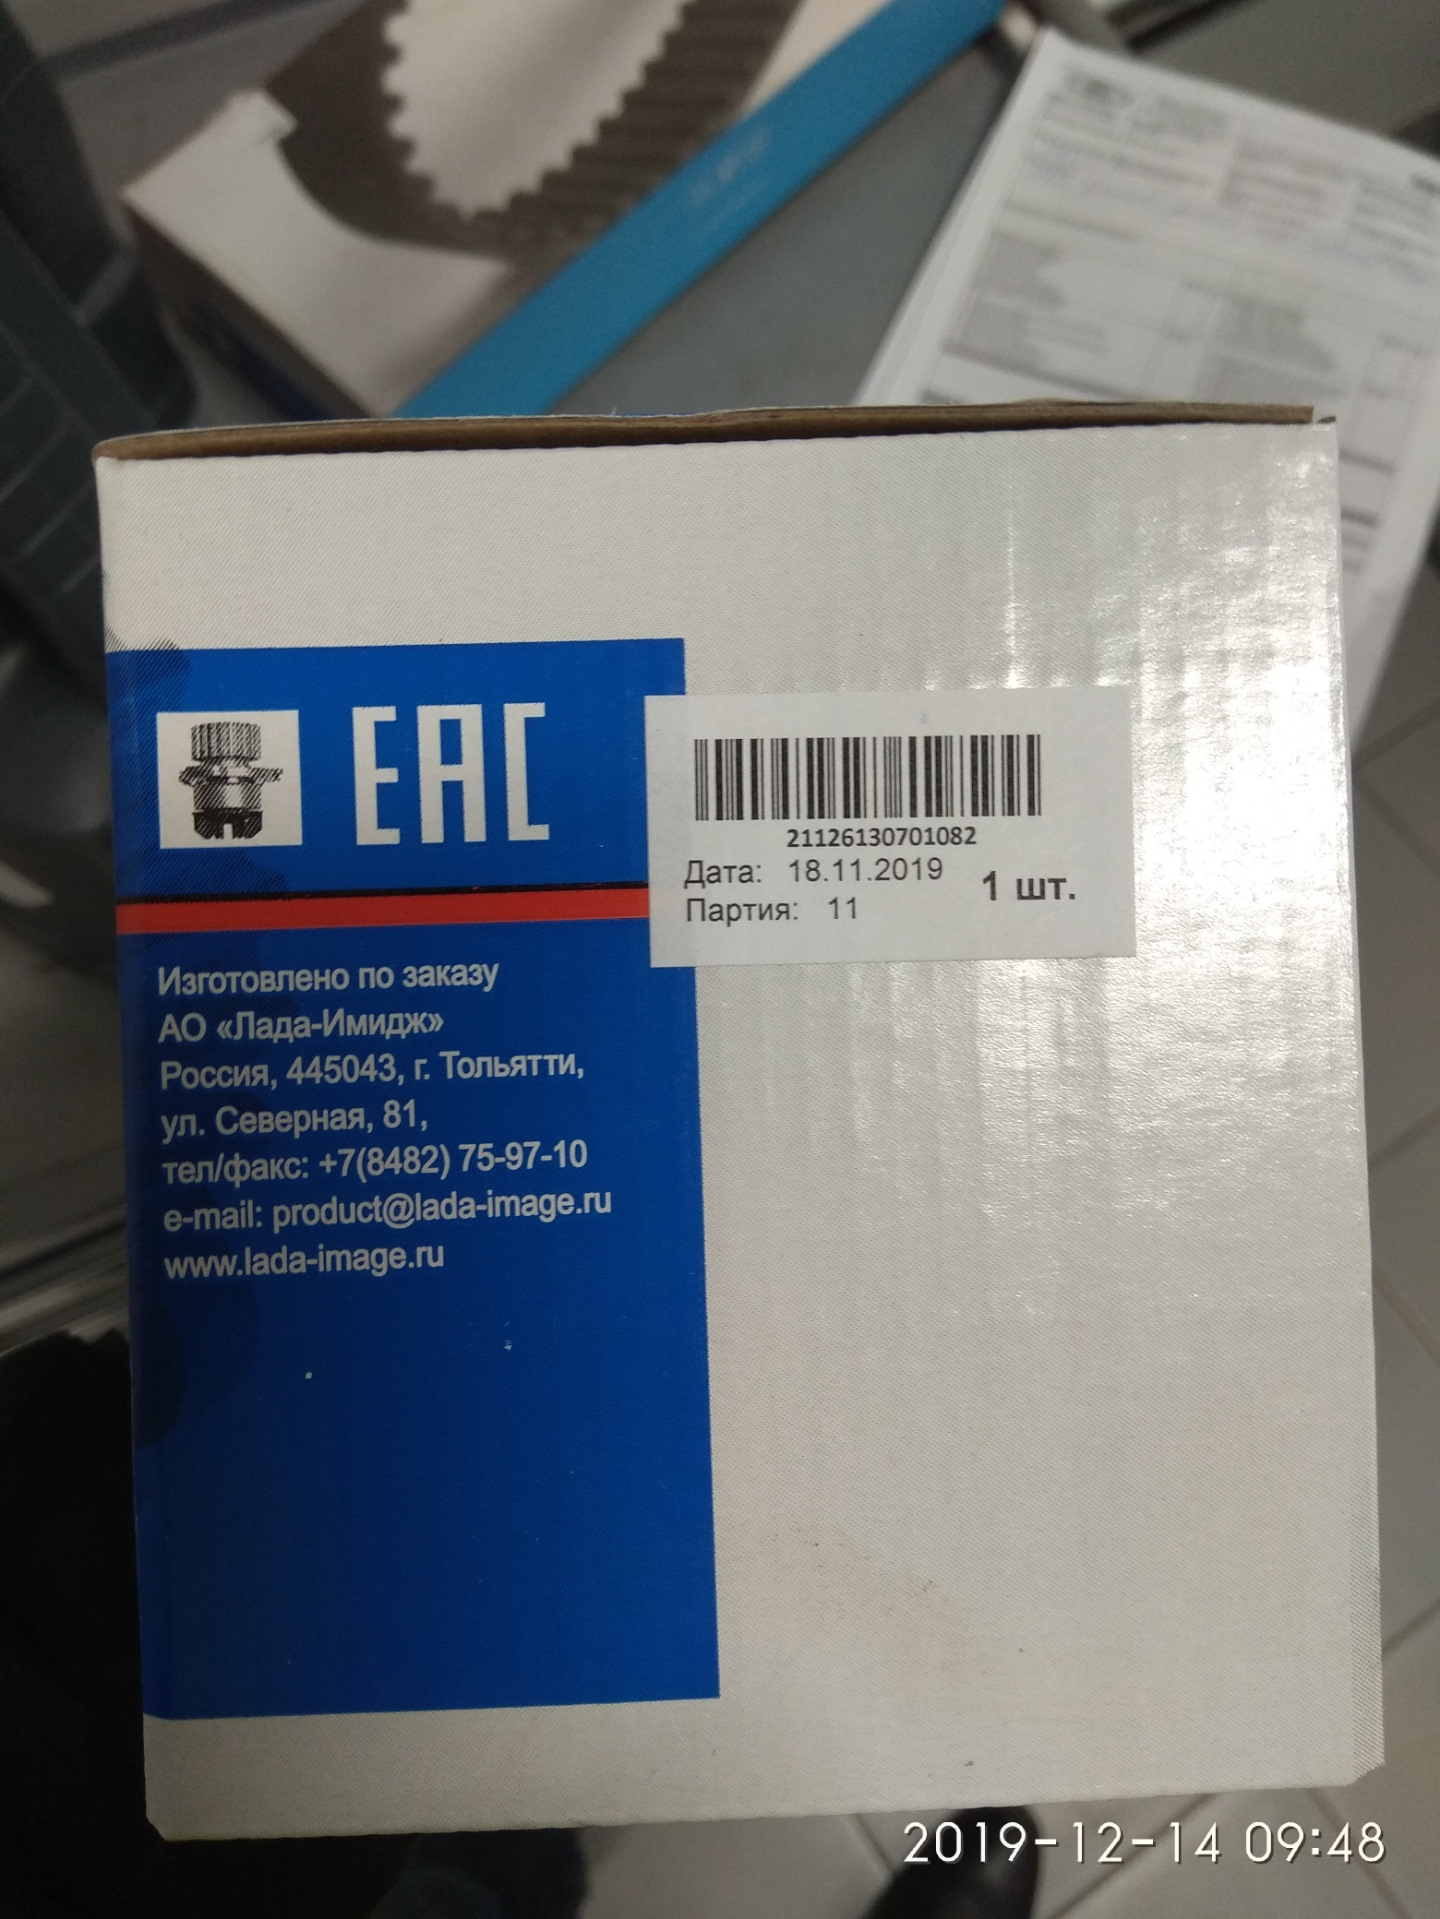 EAC
21126130701082
Дата: 18.11.2019
1 шт.
Партия: 11
Изготовлено по заказу
АО «Лада-Имидж»
Россия, 445043, г. Тольятти,
ул. Северная, 81,
тел/факс: +7(8482) 75-97-10
e-mail: product@lada-image.ru
www.lada-image.ru
2019-12-14 09:48